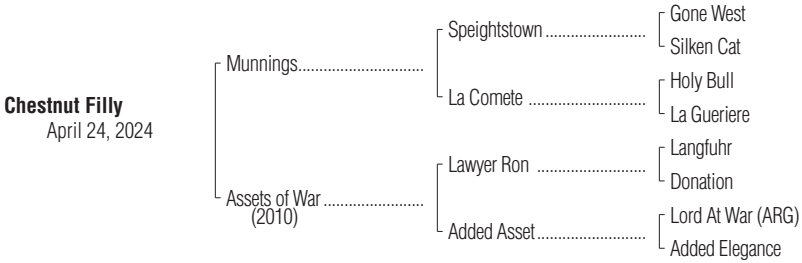 Chestnut Filly
April 24, 2024
Munnings..............................
Assets of War........................
(2010)
Speightstown ........................
La Comete ............................
Lawyer Ron ..........................
Added Asset..........................
Gone West
Silken Cat
Holy Bull
La Gueriere
Langfuhr
Donation
Lord At War (ARG)
Added Elegance